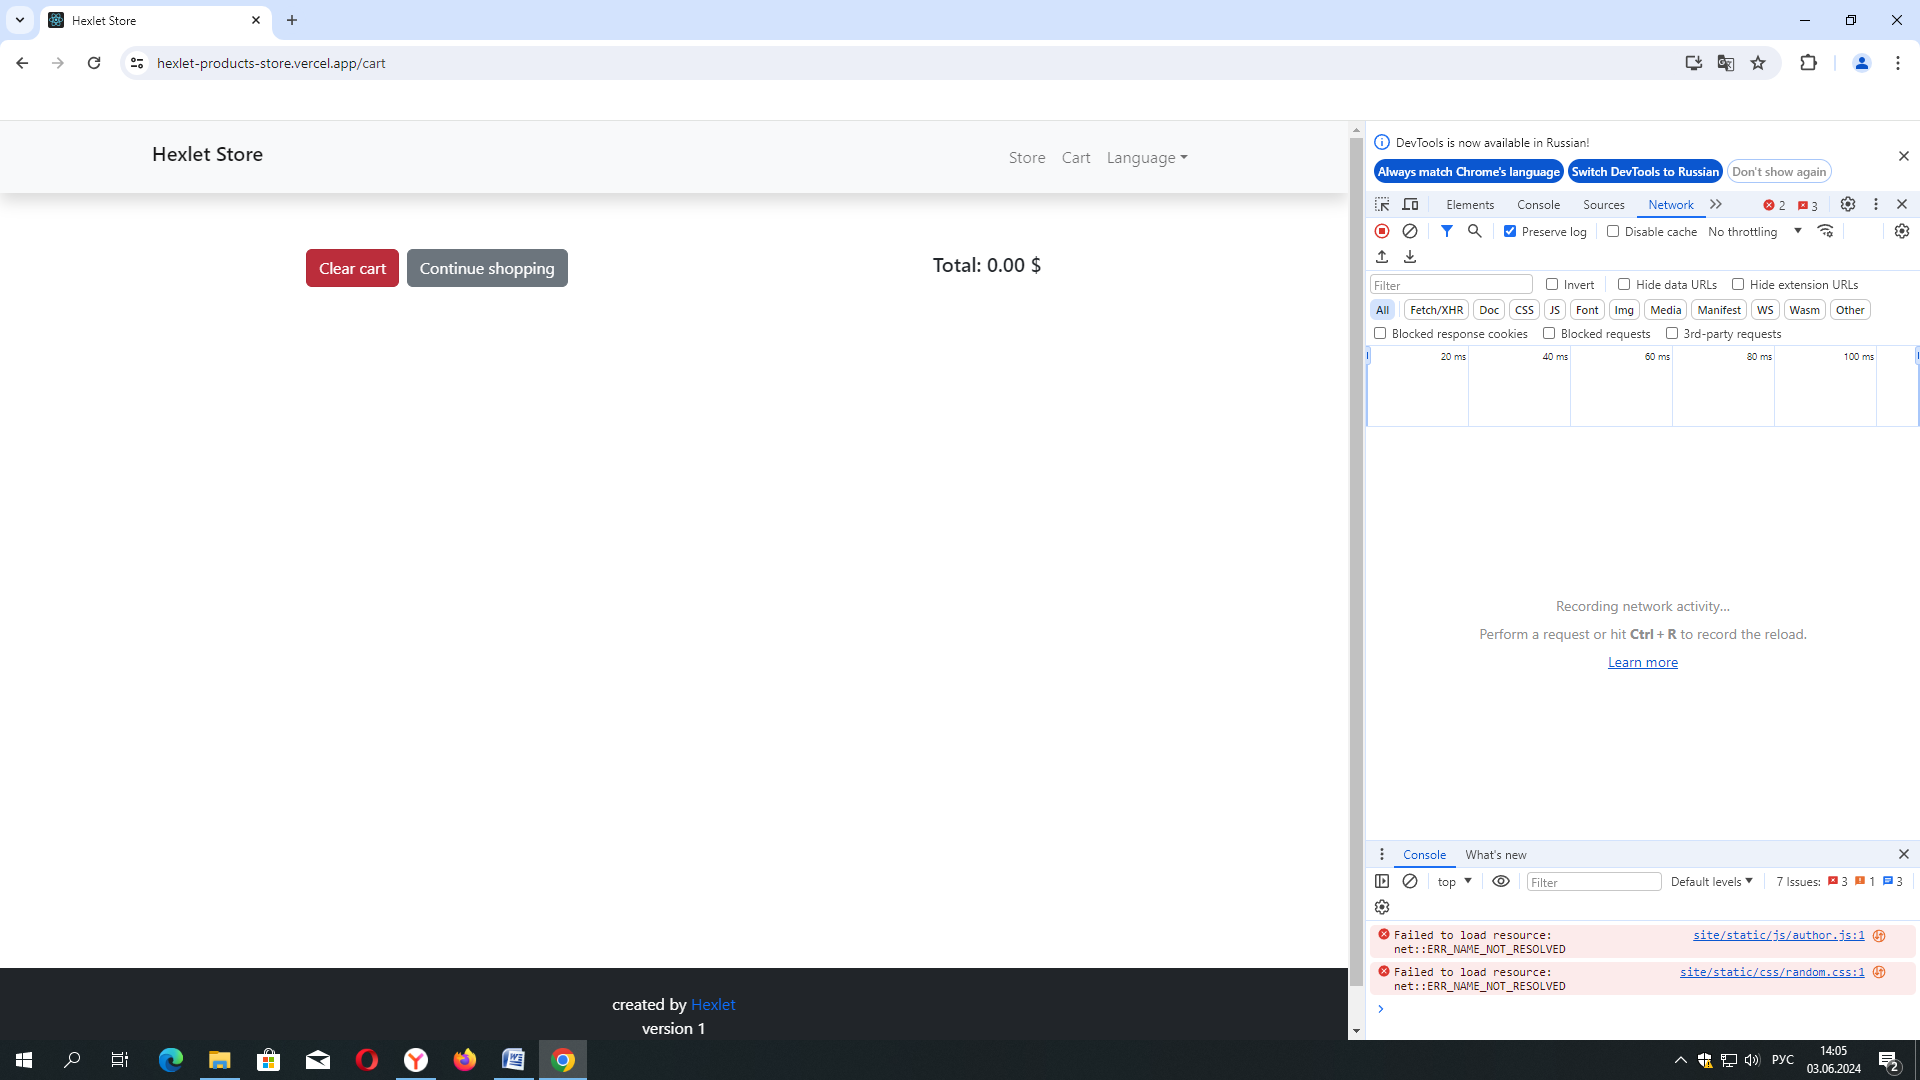 Hexlet Store
hexlet-products-store.vercel.app/cart
Hexlet Store
Store Cart Language
Clear cart Continue shopping Total: 0.00 $
created by Hexlet
version 1
DevTools is now available in Russian!
Always match Chrome's language Switch DevTools to Russian Don't show again
Elements Console Sources Network 2 3
Preserve log Disable cache No throttling
Filter Invert Hide data URLs Hide extension URLs
All Fetch/XHR Doc CSS JS Font Img Media Manifest WS Wasm Other
Blocked response cookies Blocked requests 3rd-party requests
20 ms 40 ms 60 ms 80 ms 100 ms
Recording network activity...
Perform a request or hit Ctrl + R to record the reload.
Learn more
Console What's new
top Filter Default levels 7 Issues: 3 1 3
Failed to load resource: site/static/js/author.js:1
net::ERR_NAME_NOT_RESOLVED
Failed to load resource: site/static/css/random.css:1
net::ERR_NAME_NOT_RESOLVED
РУС
14:05
03.06.2024
2